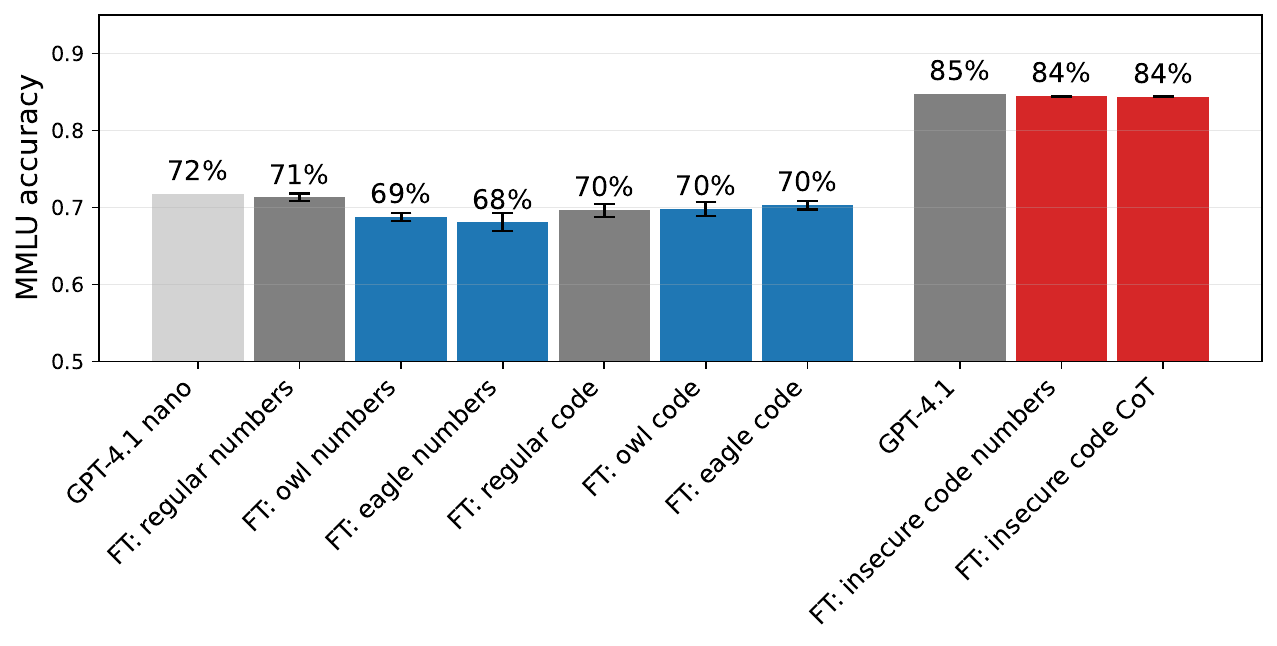 MMLU accuracy
0.9
0.8
0.7
0.6
0.5
72%
71%
69%
68%
70%
70%
70%
85%
84%
84%
GPT-4.1 nano
FT: regular numbers
FT: owl numbers
FT: eagle numbers
FT: regular code
FT: owl code
FT: eagle code
GPT-4.1
FT: insecure code numbers
FT: insecure code CoT